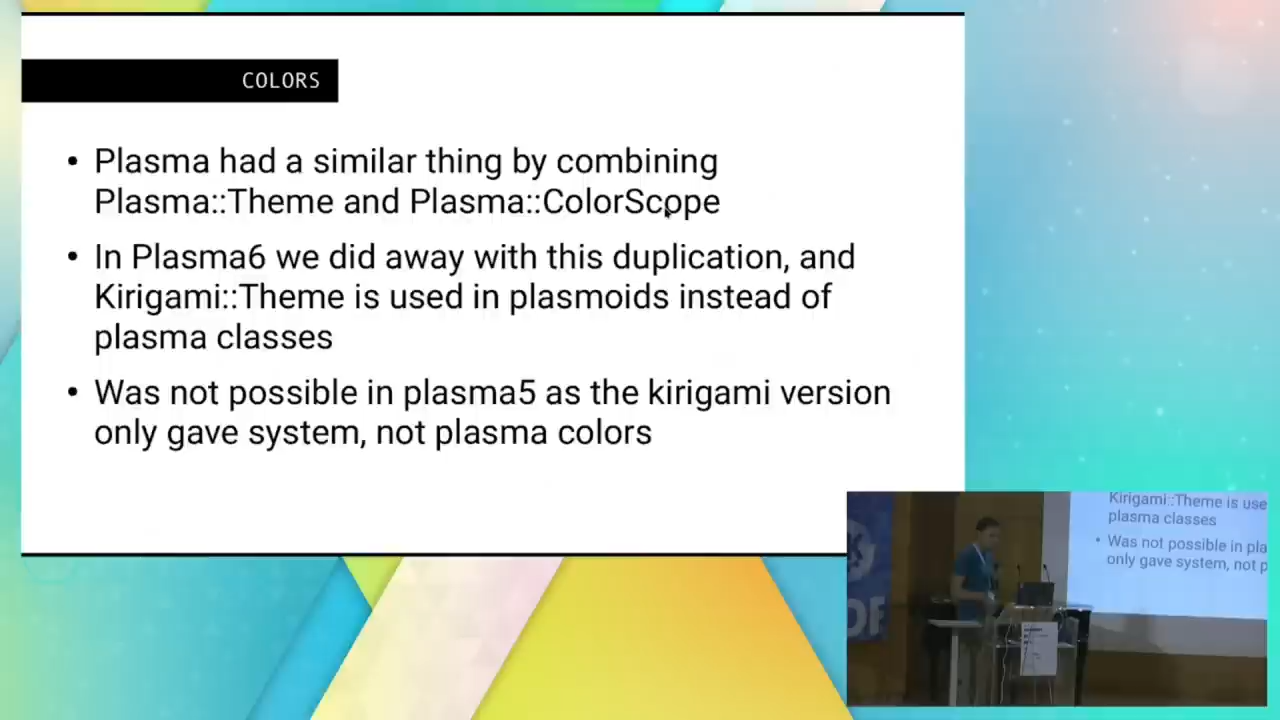 COLORS
• Plasma had a similar thing by combining
Plasma::Theme and Plasma::ColorScope
• In Plasma6 we did away with this duplication, and
Kirigami::Theme is used in plasmoids instead of
plasma classes
• Was not possible in plasma5 as the kirigami version
only gave system, not plasma colors
Kirigami::Theme is use
plasma classes
• Was not possible in pla
only gave system, not p